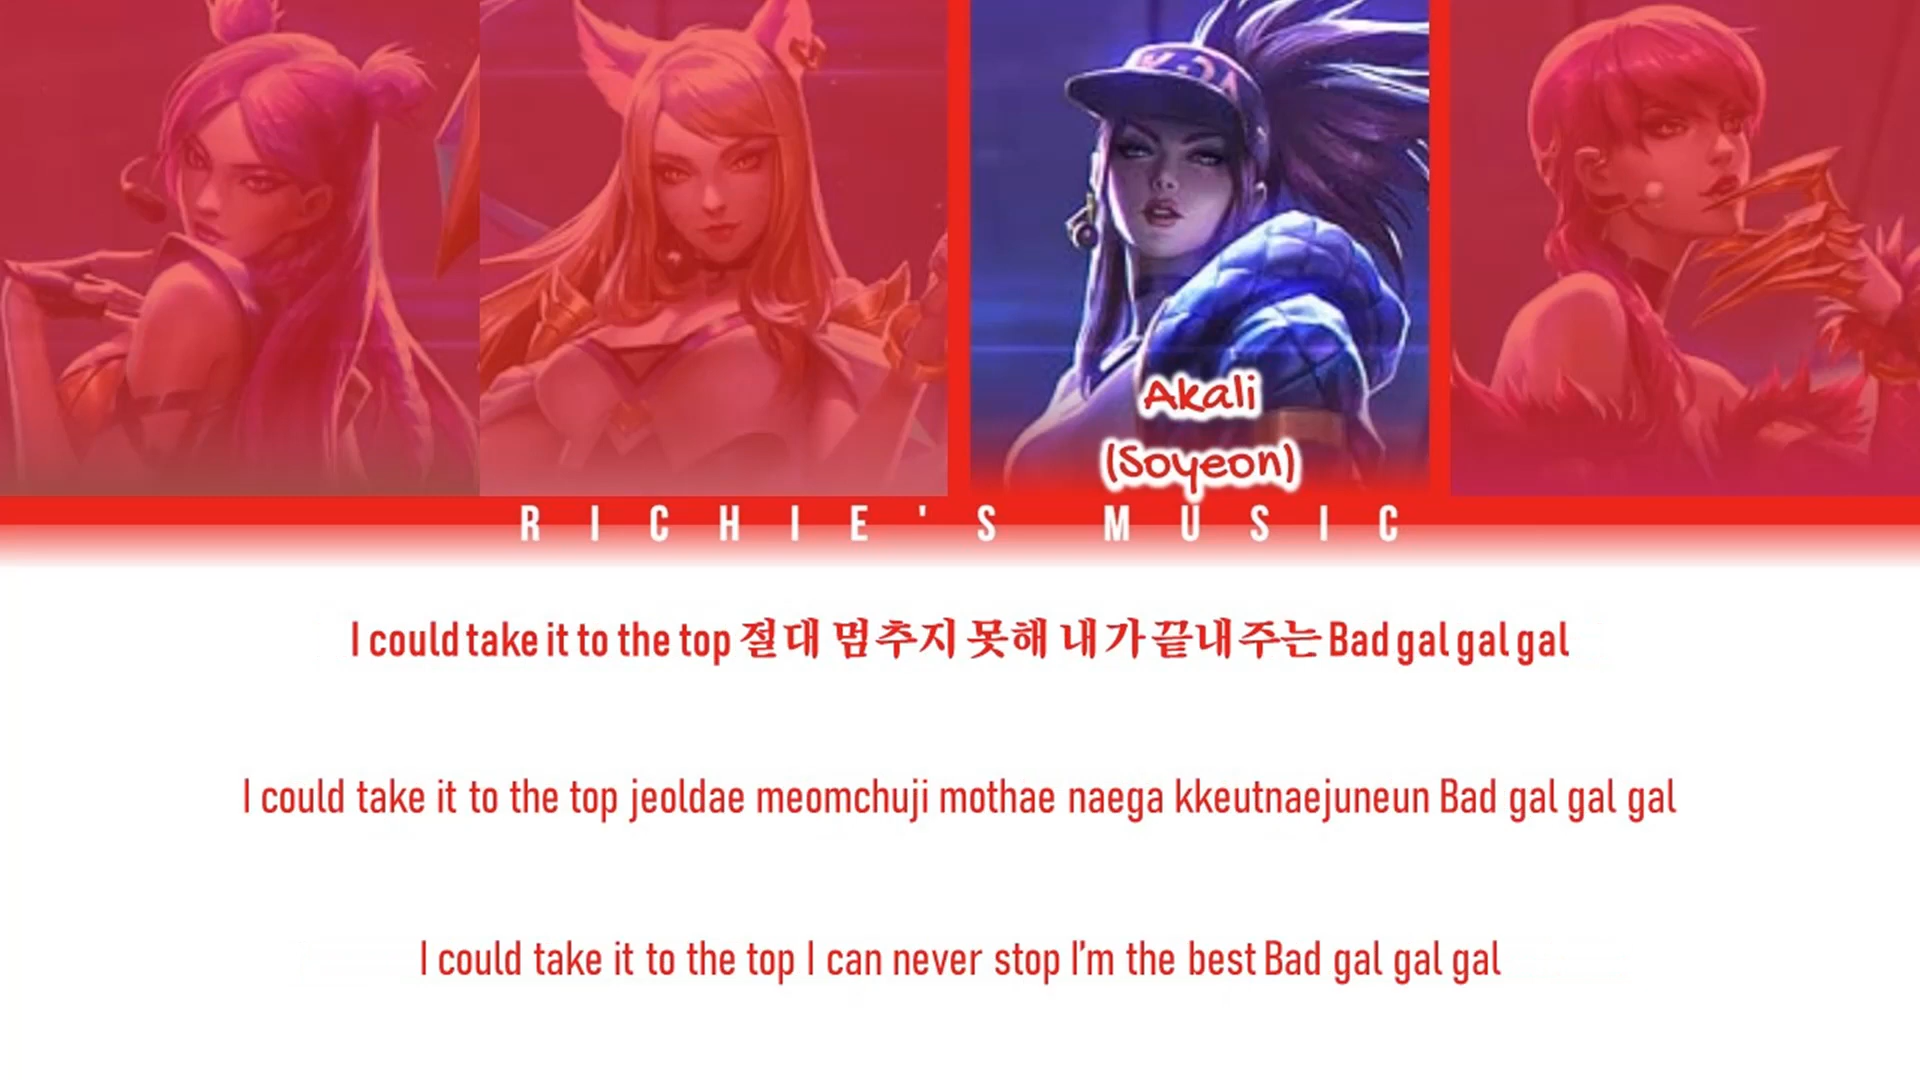 K/DA
Akali
(Soyeon)
RICHIE'S MUSIC
I could take it to the top 절대 멈추지 못해 내가 끝내주는 Bad gal gal gal
I could take it to the top jeoldae meomchuji mothae naega kkeutnaejuneun Bad gal gal gal
I could take it to the top I can never stop I'm the best Bad gal gal gal